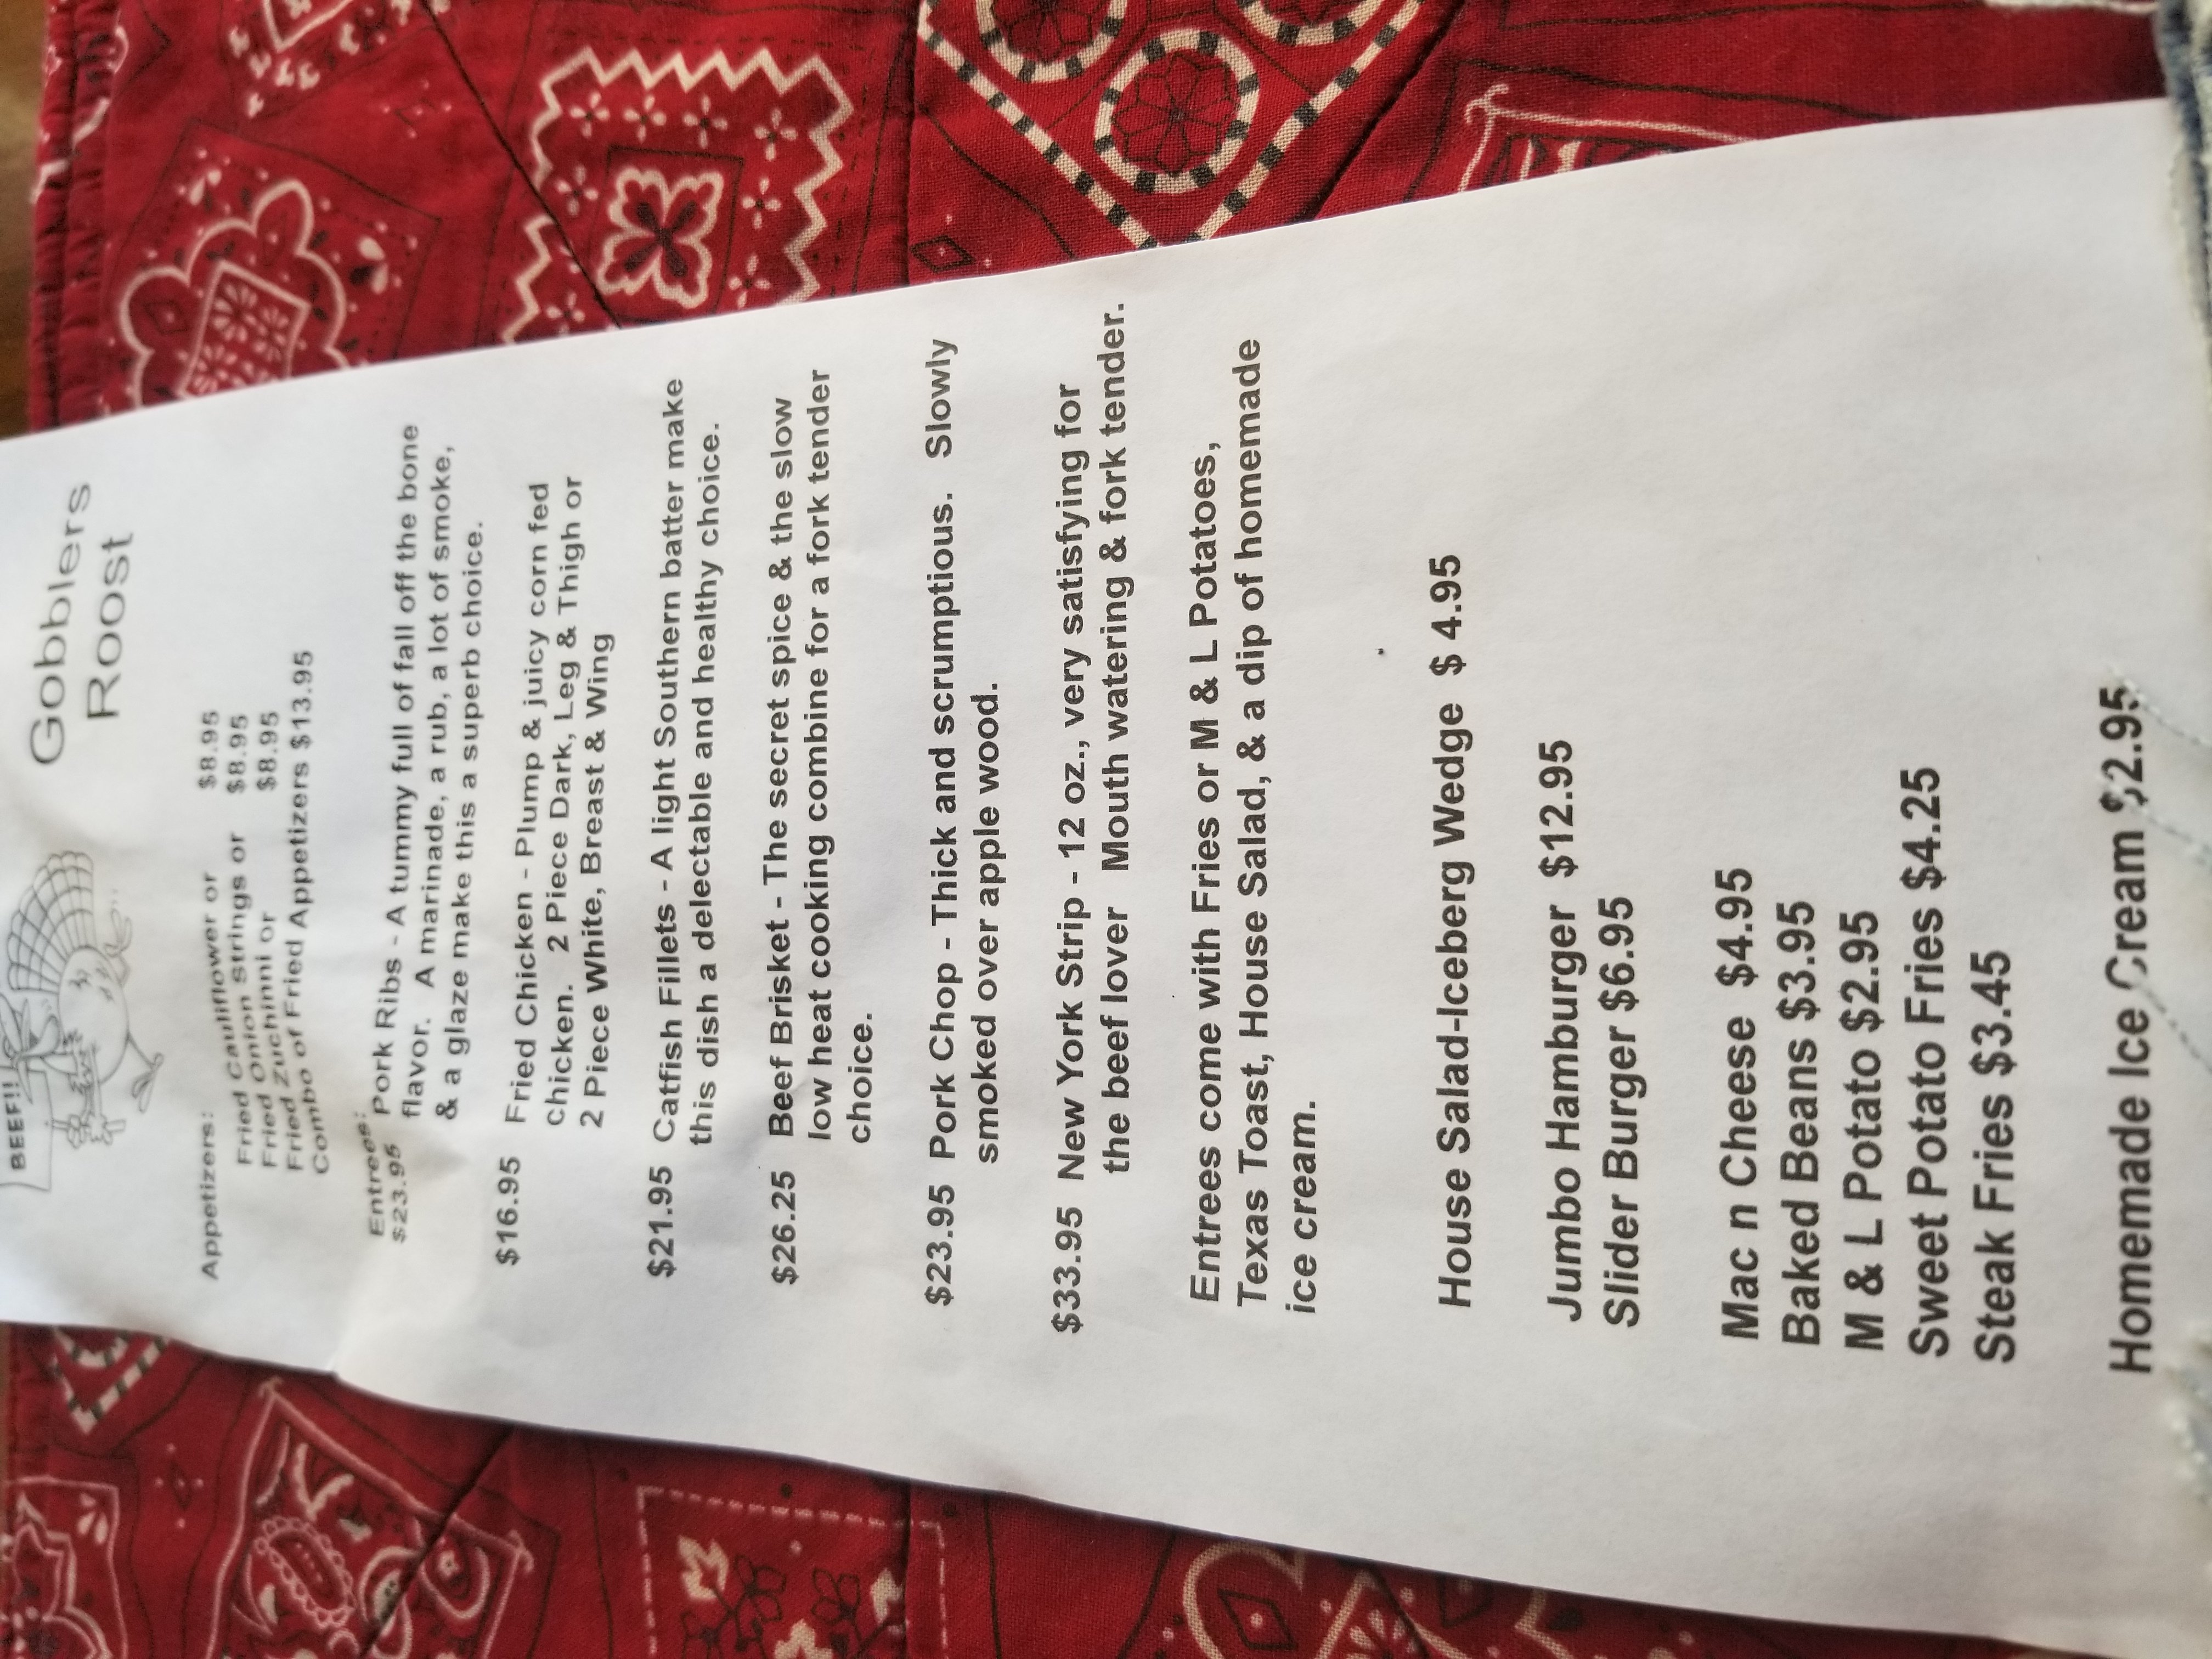 BEEF!!
Gobblers
Roost
Appetizers:
Fried Cauliflower or $8.95
Fried Onion Strings or $8.95
Fried Zuchinni or $8.95
Combo of Fried Appetizers $13.95
Entrees:
$23.95 Pork Ribs - A tummy full of fall off the bone
flavor. A marinade, a rub, a lot of smoke,
& a glaze make this a superb choice.
$16.95 Fried Chicken - Plump & juicy corn fed
chicken. 2 Piece Dark, Leg & Thigh or
2 Piece White, Breast & Wing
$21.95 Catfish Fillets - A light Southern batter make
this dish a delectable and healthy choice.
$26.25 Beef Brisket - The secret spice & the slow
low heat cooking combine for a fork tender
choice.
$23.95 Pork Chop - Thick and scrumptious. Slowly
smoked over apple wood.
$33.95 New York Strip - 12 oz., very satisfying for
the beef lover Mouth watering & fork tender.
Entrees come with Fries or M & L Potatoes,
Texas Toast, House Salad, & a dip of homemade
ice cream.
House Salad-Iceberg Wedge $ 4.95
Jumbo Hamburger $12.95
Slider Burger $6.95
Mac n Cheese $4.95
Baked Beans $3.95
M & L Potato $2.95
Sweet Potato Fries $4.25
Steak Fries $3.45
Homemade Ice Cream $2.95